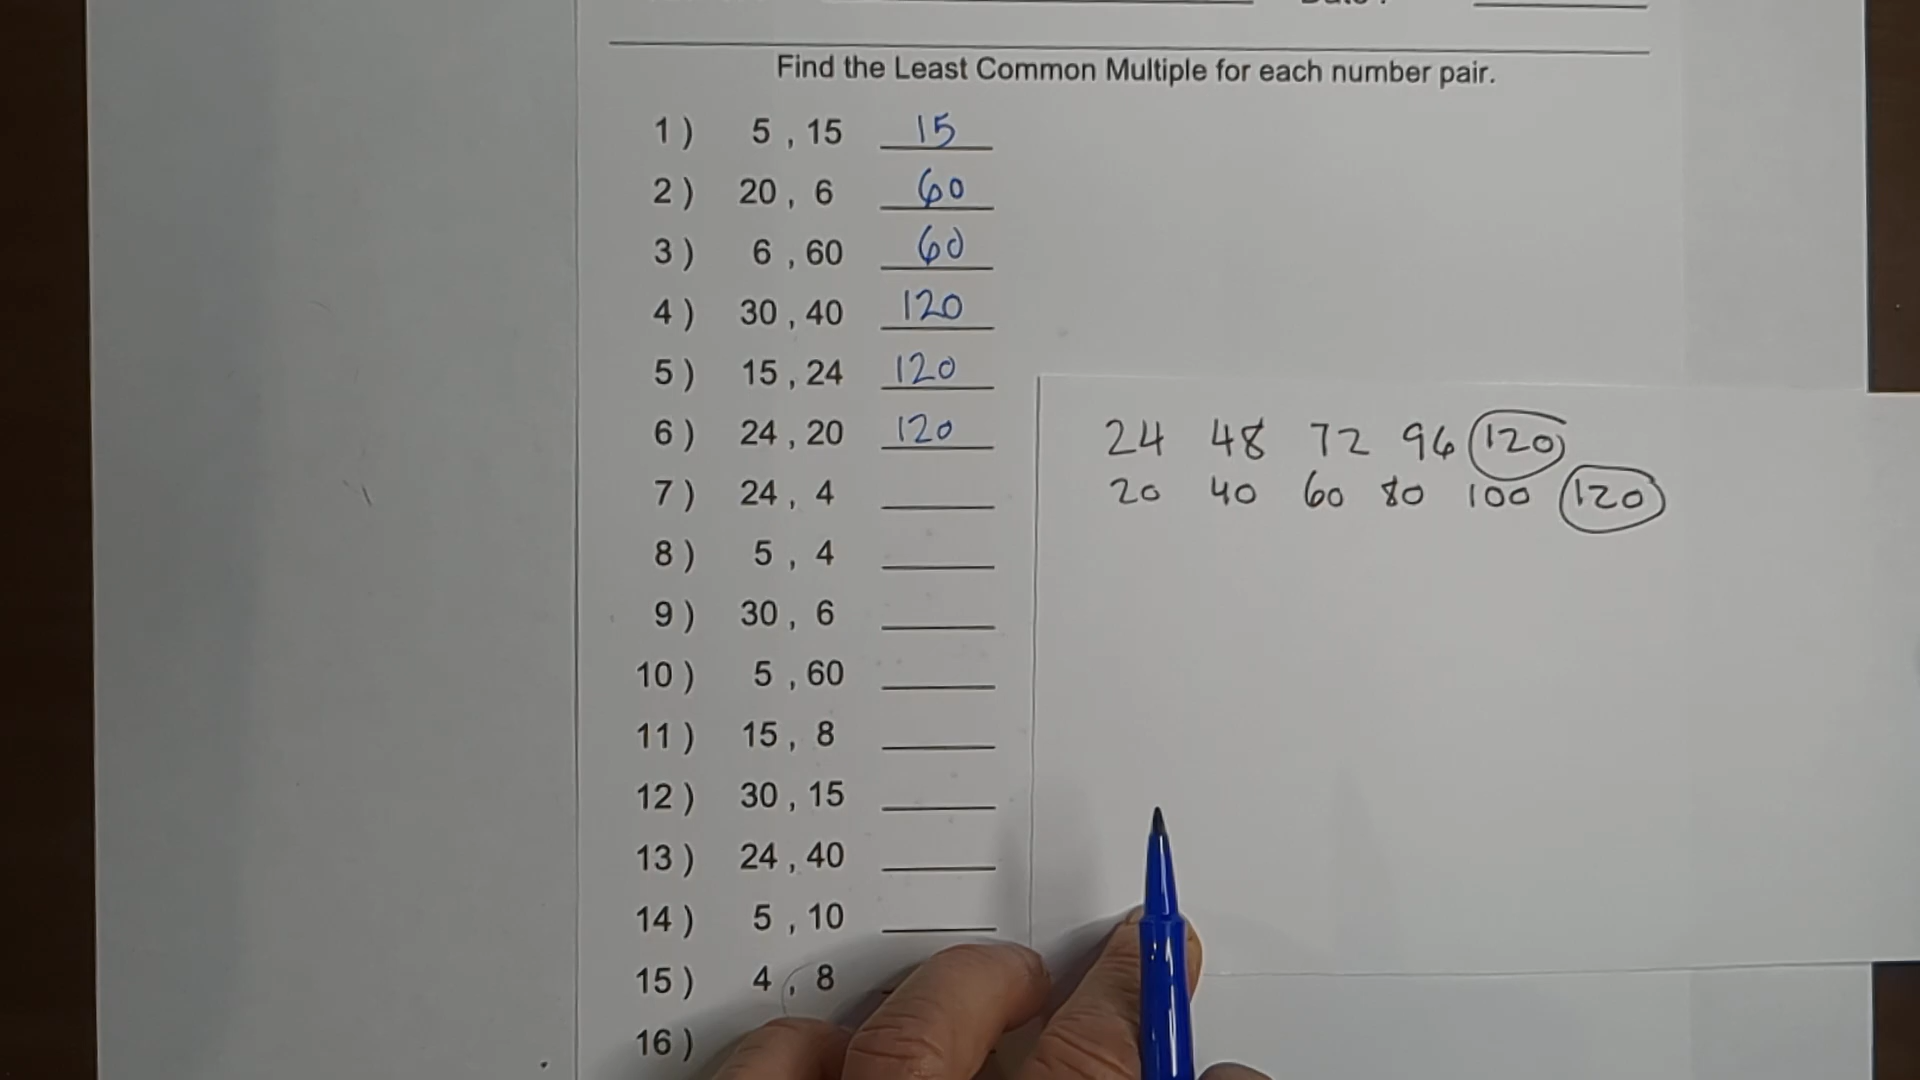 Find the Least Common Multiple for each number pair.
1 ) 5 , 15 15
2 ) 20 , 6 60
3 ) 6 , 60 60
4 ) 30 , 40 120
5 ) 15 , 24 120
6 ) 24 , 20 120
7 ) 24 , 4
8 ) 5 , 4
9 ) 30 , 6
10 ) 5 , 60
11 ) 15 , 8
12 ) 30 , 15
13 ) 24 , 40
14 ) 5 , 10
15 ) 4 , 8
16 )
24 48 72 96 120
20 40 60 80 100 120